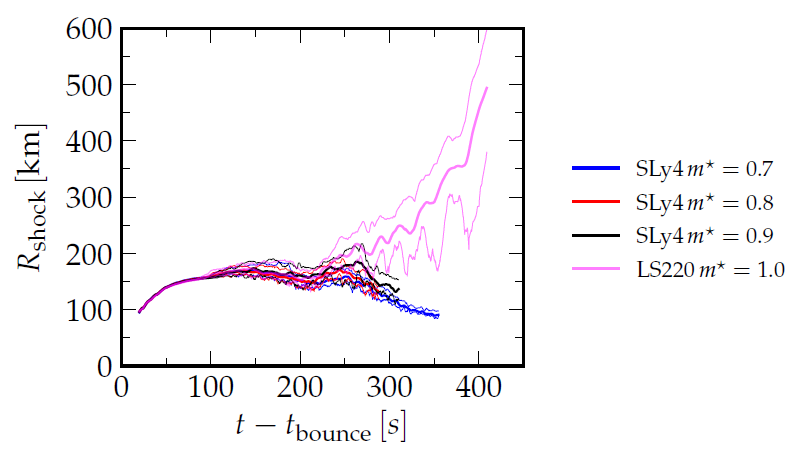 600
500
400
300
200
100
0
R_shock [km]
0 100 200 300 400
t − t_bounce [s]
SLy4 m⋆ = 0.7
SLy4 m⋆ = 0.8
SLy4 m⋆ = 0.9
LS220 m⋆ = 1.0